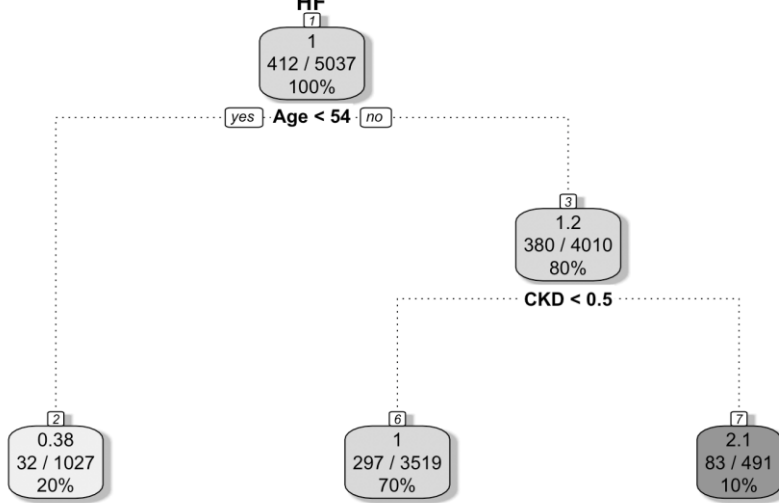 HF
1
1
412 / 5037
100%
yes Age < 54 no
3
1.2
380 / 4010
80%
CKD < 0.5
2
0.38
32 / 1027
20%
6
1
297 / 3519
70%
7
2.1
83 / 491
10%